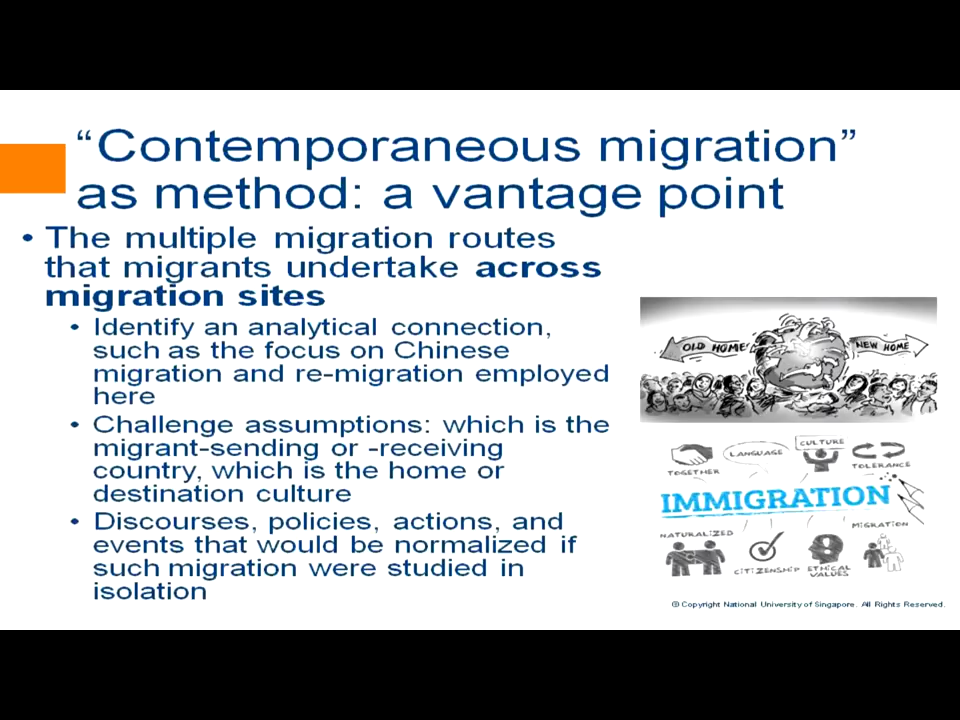 “Contemporaneous migration”
as method: a vantage point
• The multiple migration routes
that migrants undertake across
migration sites
• Identify an analytical connection,
such as the focus on Chinese
migration and re-migration employed
here
• Challenge assumptions: which is the
migrant-sending or -receiving
country, which is the home or
destination culture
• Discourses, policies, actions, and
events that would be normalized if
such migration were studied in
isolation
OLD HOME
NEW HOME
TOGETHER
LANGUAGE
CULTURE
TOLERANCE
IMMIGRATION
NATURALIZED
CITIZENSHIP
ETHICAL
VALUES
MIGRATION
© Copyright National University of Singapore. All Rights Reserved.